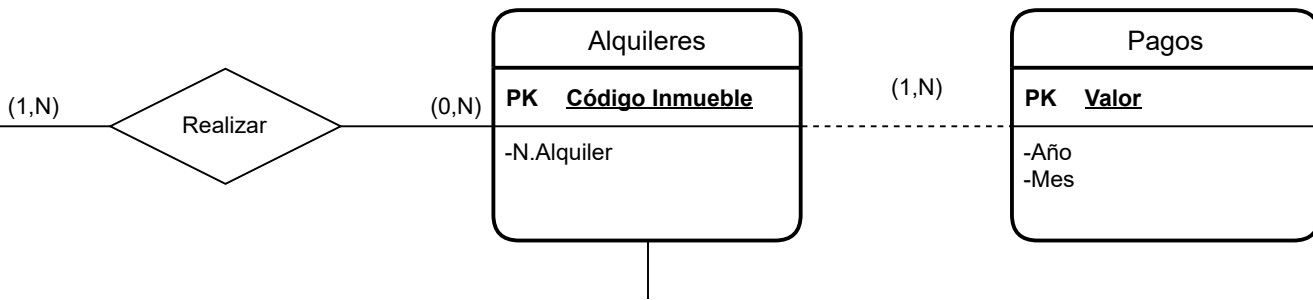 Alquileres
Pagos
(1,N)
Realizar
(0,N)
PK Código Inmueble
(1,N)
PK Valor
-N.Alquiler
-Año
-Mes